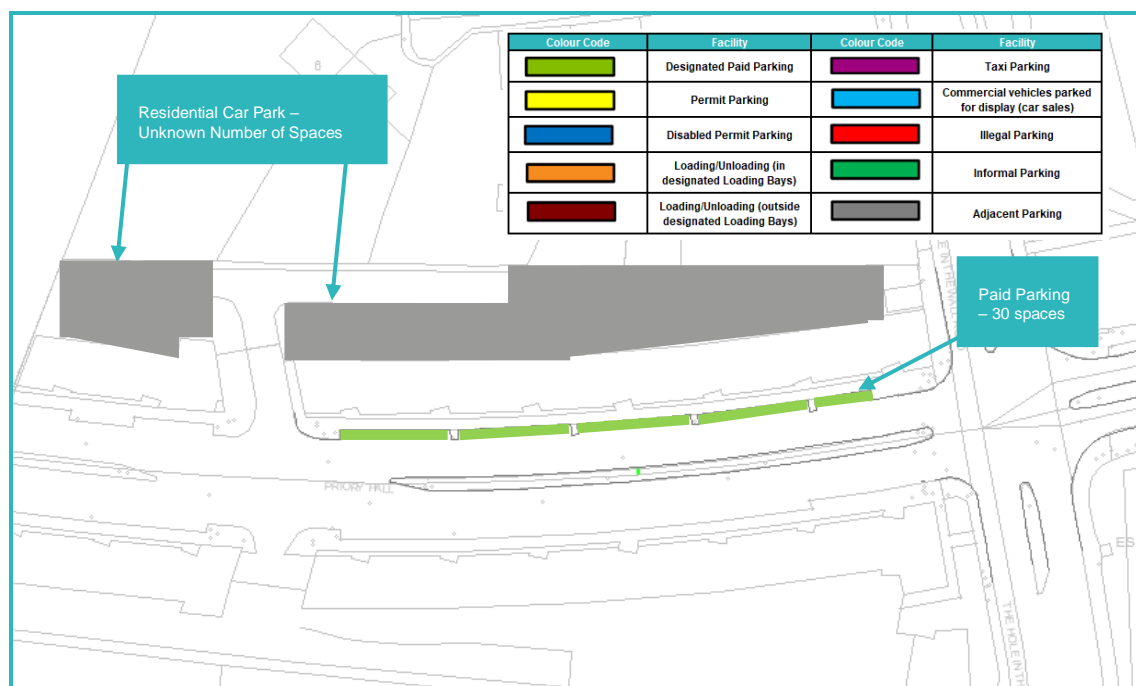 Colour Code Facility Colour Code Facility
Designated Paid Parking Taxi Parking
Permit Parking Commercial vehicles parked
for display (car sales)
Disabled Permit Parking Illegal Parking
Loading/Unloading (in
designated Loading Bays) Informal Parking
Loading/Unloading (outside
designated Loading Bays) Adjacent Parking
6
Residential Car Park –
Unknown Number of Spaces
Paid Parking
– 30 spaces
PRIORY HALL
ES
THE HOLE IN TH